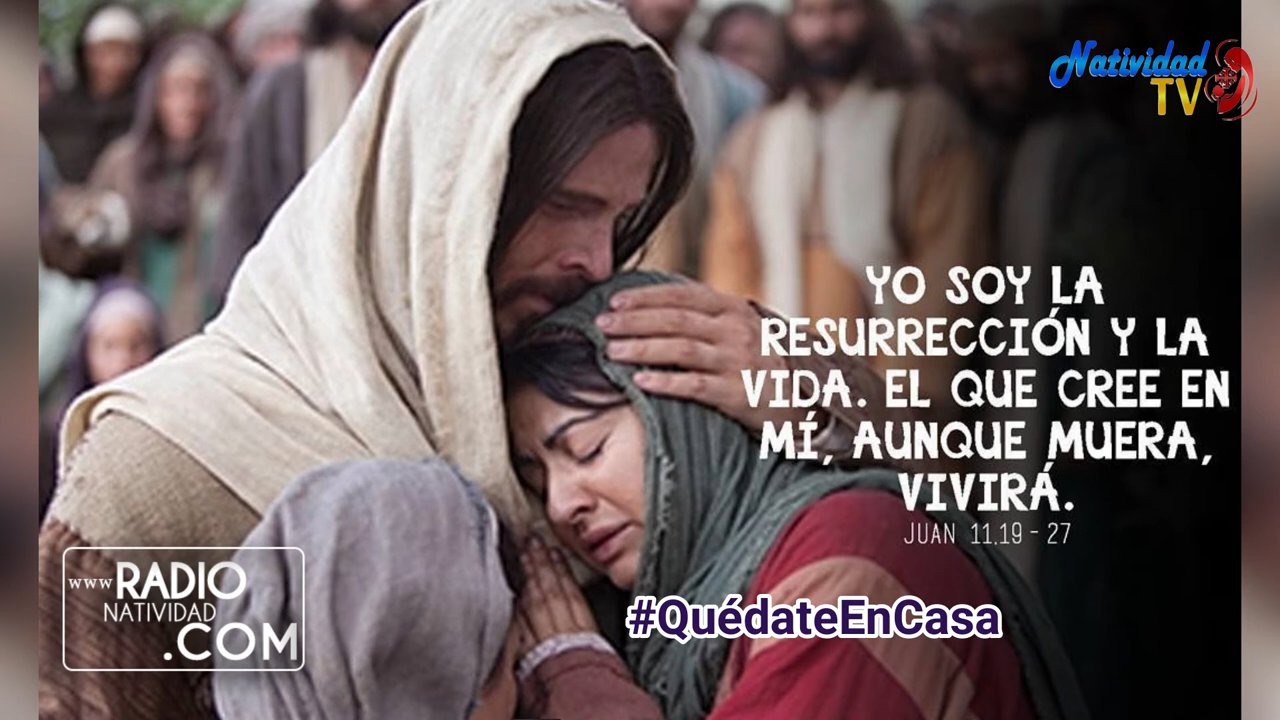 Natividad
TV
YO SOY LA
RESURRECCIÓN Y LA
VIDA. EL QUE CREE EN
MÍ, AUNQUE MUERA,
VIVIRÁ.
JUAN 11,19 - 27
www RADIO
NATIVIDAD
.COM
#QuédateEnCasa